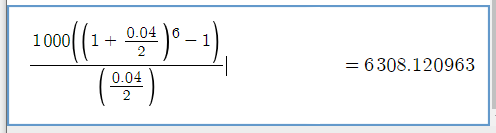 1000((1 + 0.04/2)^6 − 1)/(0.04/2) = 6308.120963